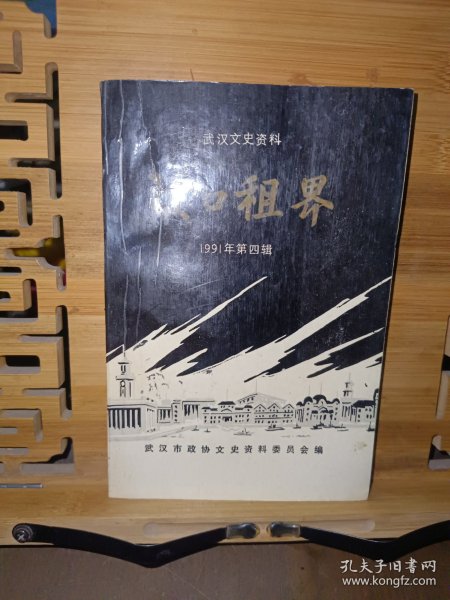 武汉文史资料
汉口租界
1991年第四辑
武汉市政协文史资料委员会编
孔夫子旧书网
www.kongfz.com